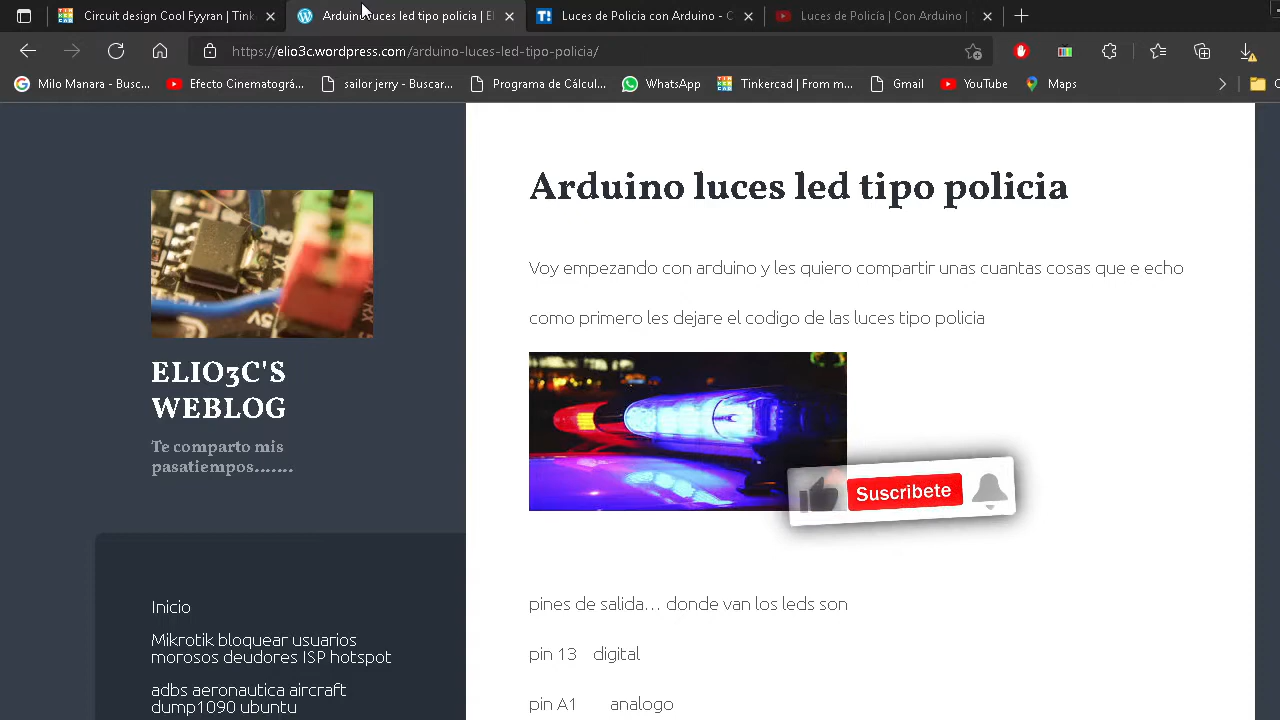 Circuit design Cool Fyyran | Tink
Arduino luces led tipo policia | E
Luces de Policia con Arduino - C
Luces de Policía | Con Arduino |
https://elio3c.wordpress.com/arduino-luces-led-tipo-policia/
Milo Manara - Busc...
Efecto Cinematográ...
sailor jerry - Buscar...
Programa de Cálcul...
WhatsApp
Tinkercad | From m...
Gmail
YouTube
Maps
5V
ELIO3C'S
WEBLOG
Te comparto mis
pasatiempos.......
Inicio
Mikrotik bloquear usuarios
morosos deudores ISP hotspot
adbs aeronautica aircraft
dump1090 ubuntu
Arduino luces led tipo policia
Voy empezando con arduino y les quiero compartir unas cuantas cosas que e echo
como primero les dejare el codigo de las luces tipo policia
Suscribete
pines de salida... donde van los leds son
pin 13 digital
pin A1 analogo